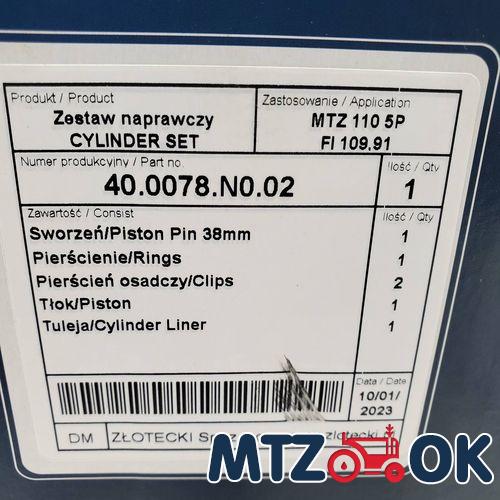 Produkt / Product
Zestaw naprawczy
CYLINDER SET
Zastosowanie / Application
MTZ 110 5P
FI 109.91
Numer produkcyjny / Part no.
40.0078.N0.02
Ilość / Qty
1
Zawartość / Consist
Ilość / Qty
Sworzeń/Piston Pin 38mm 1
Pierścienie/Rings 1
Pierścień osadczy/Clips 2
Tłok/Piston 1
Tuleja/Cylinder Liner 1
Data / Date
10/01/
2023
DM
ZŁOTECKI
MTZ OK